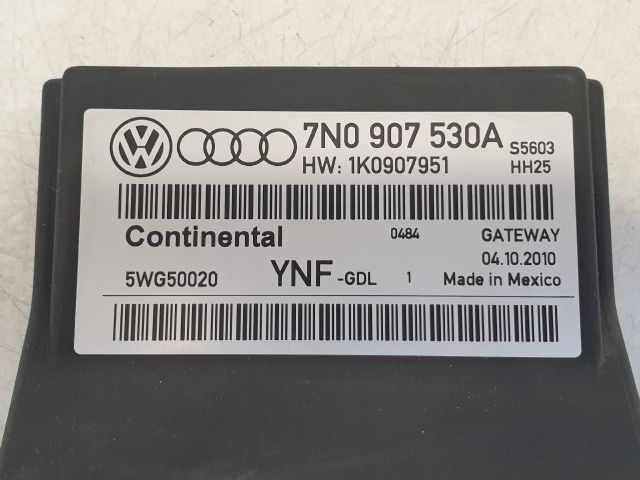 7N0 907 530A S5603
HW: 1K0907951 HH25
Continental 0484 GATEWAY
04.10.2010
5WG50020 YNF-GDL 1 Made in Mexico